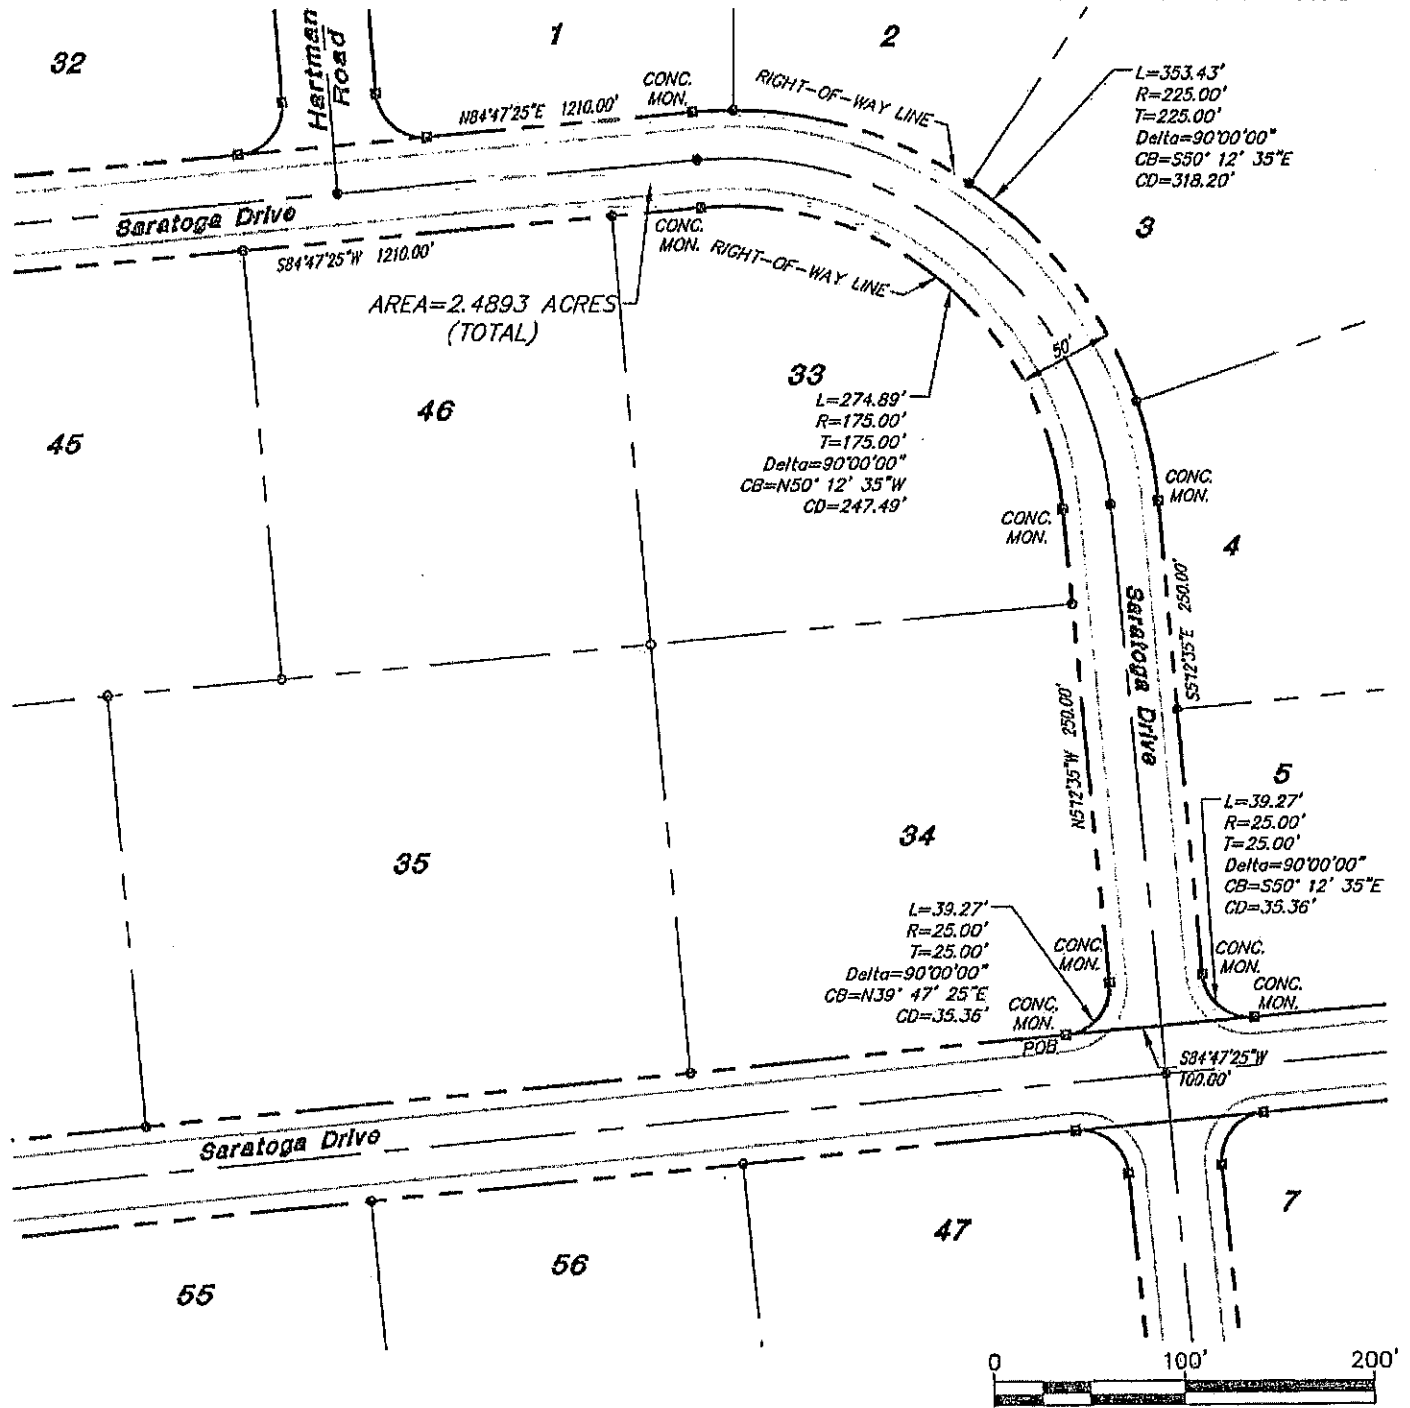 32
Hartman
Road
1
2
CONC.
MON.
N84°47'25"E 1210.00'
RIGHT-OF-WAY LINE
L=353.43'
R=225.00'
T=225.00'
Delta=90°00'00"
CB=S50° 12' 35"E
CD=318.20'
3
Saratoga Drive
S84°47'25"W 1210.00'
CONC.
MON.
RIGHT-OF-WAY LINE
AREA=2.4893 ACRES
(TOTAL)
50'
33
L=274.89'
R=175.00'
T=175.00'
Delta=90°00'00"
CB=N50° 12' 35"W
CD=247.49'
45
46
CONC.
MON.
CONC.
MON.
4
Saratoga Drive
S5°12'35"E 250.00'
N5°12'35"W 250.00'
5
L=39.27'
R=25.00'
T=25.00'
Delta=90°00'00"
CB=S50° 12' 35"E
CD=35.36'
35
34
L=39.27'
R=25.00'
T=25.00'
Delta=90°00'00"
CB=N39° 47' 25"E
CD=35.36'
CONC.
MON.
CONC.
MON.
CONC.
MON.
CONC.
MON.
POB
S84°47'25"W
100.00'
Saratoga Drive
55
56
47
7
0 100' 200'